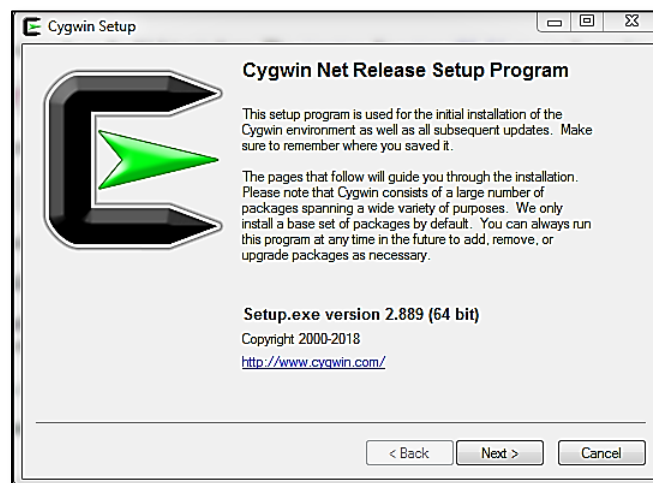 Cygwin Setup
Cygwin Net Release Setup Program
This setup program is used for the initial installation of the
Cygwin environment as well as all subsequent updates. Make
sure to remember where you saved it.
The pages that follow will guide you through the installation.
Please note that Cygwin consists of a large number of
packages spanning a wide variety of purposes. We only
install a base set of packages by default. You can always run
this program at any time in the future to add, remove, or
upgrade packages as necessary.
Setup.exe version 2.889 (64 bit)
Copyright 2000-2018
http://www.cygwin.com/
< Back Next > Cancel